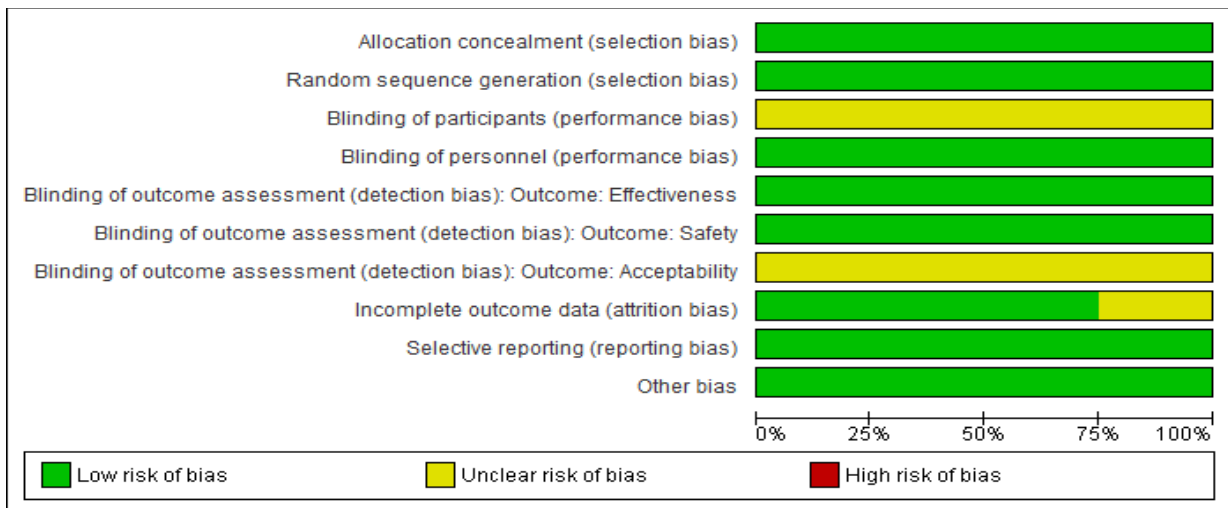 Allocation concealment (selection bias)
Random sequence generation (selection bias)
Blinding of participants (performance bias)
Blinding of personnel (performance bias)
Blinding of outcome assessment (detection bias): Outcome: Effectiveness
Blinding of outcome assessment (detection bias): Outcome: Safety
Blinding of outcome assessment (detection bias): Outcome: Acceptability
Incomplete outcome data (attrition bias)
Selective reporting (reporting bias)
Other bias
0% 25% 50% 75% 100%
Low risk of bias Unclear risk of bias High risk of bias